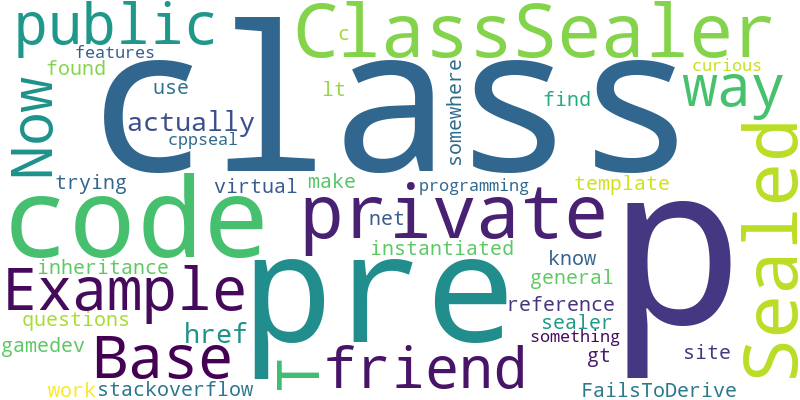 public
ClassSealer
c
features
found
class
use
lt
somewhere
curious
way
find
Now
actually
cppseal
Sealed
trying
virtual
make
programming
template
code
private
p
net
pre
instantiated
know
inheritance
general
Example
reference
questions
href
sealer
something
gamedev
Base
T
friend
gt
site
work
stackoverflow
FailsToDerive